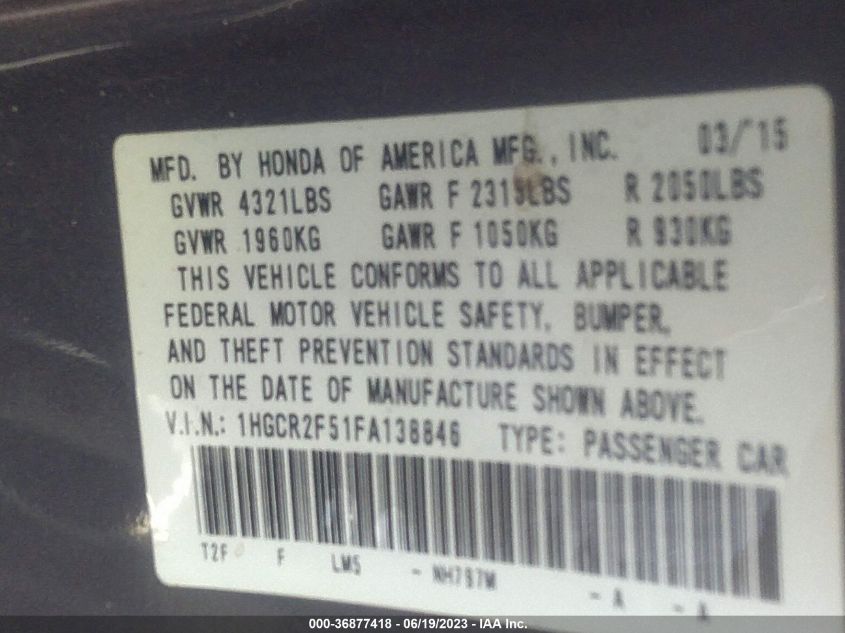 MFD. BY HONDA OF AMERICA MFG., INC. 03/15
GVWR 4321LBS GAWR F 2315LBS R 2050LBS
GVWR 1960KG GAWR F 1050KG R 930KG
THIS VEHICLE CONFORMS TO ALL APPLICABLE
FEDERAL MOTOR VEHICLE SAFETY, BUMPER,
AND THEFT PREVENTION STANDARDS IN EFFECT
ON THE DATE OF MANUFACTURE SHOWN ABOVE.
V.I.N.: 1HGCR2F51FA138846 TYPE: PASSENGER CAR
T2F F LW5 - NH797M - A - A
000-36877418 - 06/19/2023 - IAA Inc.